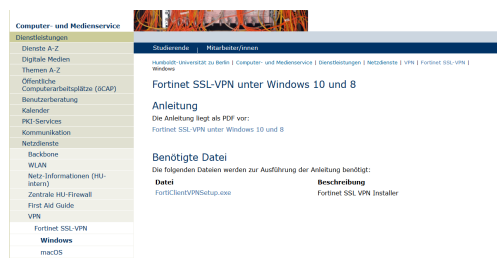 Computer- und Medienservice
Dienstleistungen
Dienste A-Z
Digitale Medien
Themen A-Z
Öffentliche
Computerarbeitsplätze (öCAP)
Benutzerberatung
Kalender
PKI-Services
Kommunikation
Netzdienste
Backbone
WLAN
Netz-Informationen (HU-
intern)
Zentrale HU-Firewall
First Aid Guide
VPN
Fortinet SSL-VPN
Windows
macOS
Studierende | Mitarbeiter/innen
Humboldt-Universität zu Berlin | Computer- und Medienservice | Dienstleistungen | Netzdienste | VPN | Fortinet SSL-VPN |
Windows
Fortinet SSL-VPN unter Windows 10 und 8
Anleitung
Die Anleitung liegt als PDF vor:
Fortinet SSL-VPN unter Windows 10 und 8
Benötigte Datei
Die folgenden Dateien werden zur Ausführung der Anleitung benötigt:
Datei Beschreibung
FortiClientVPNSetup.exe Fortinet SSL VPN Installer